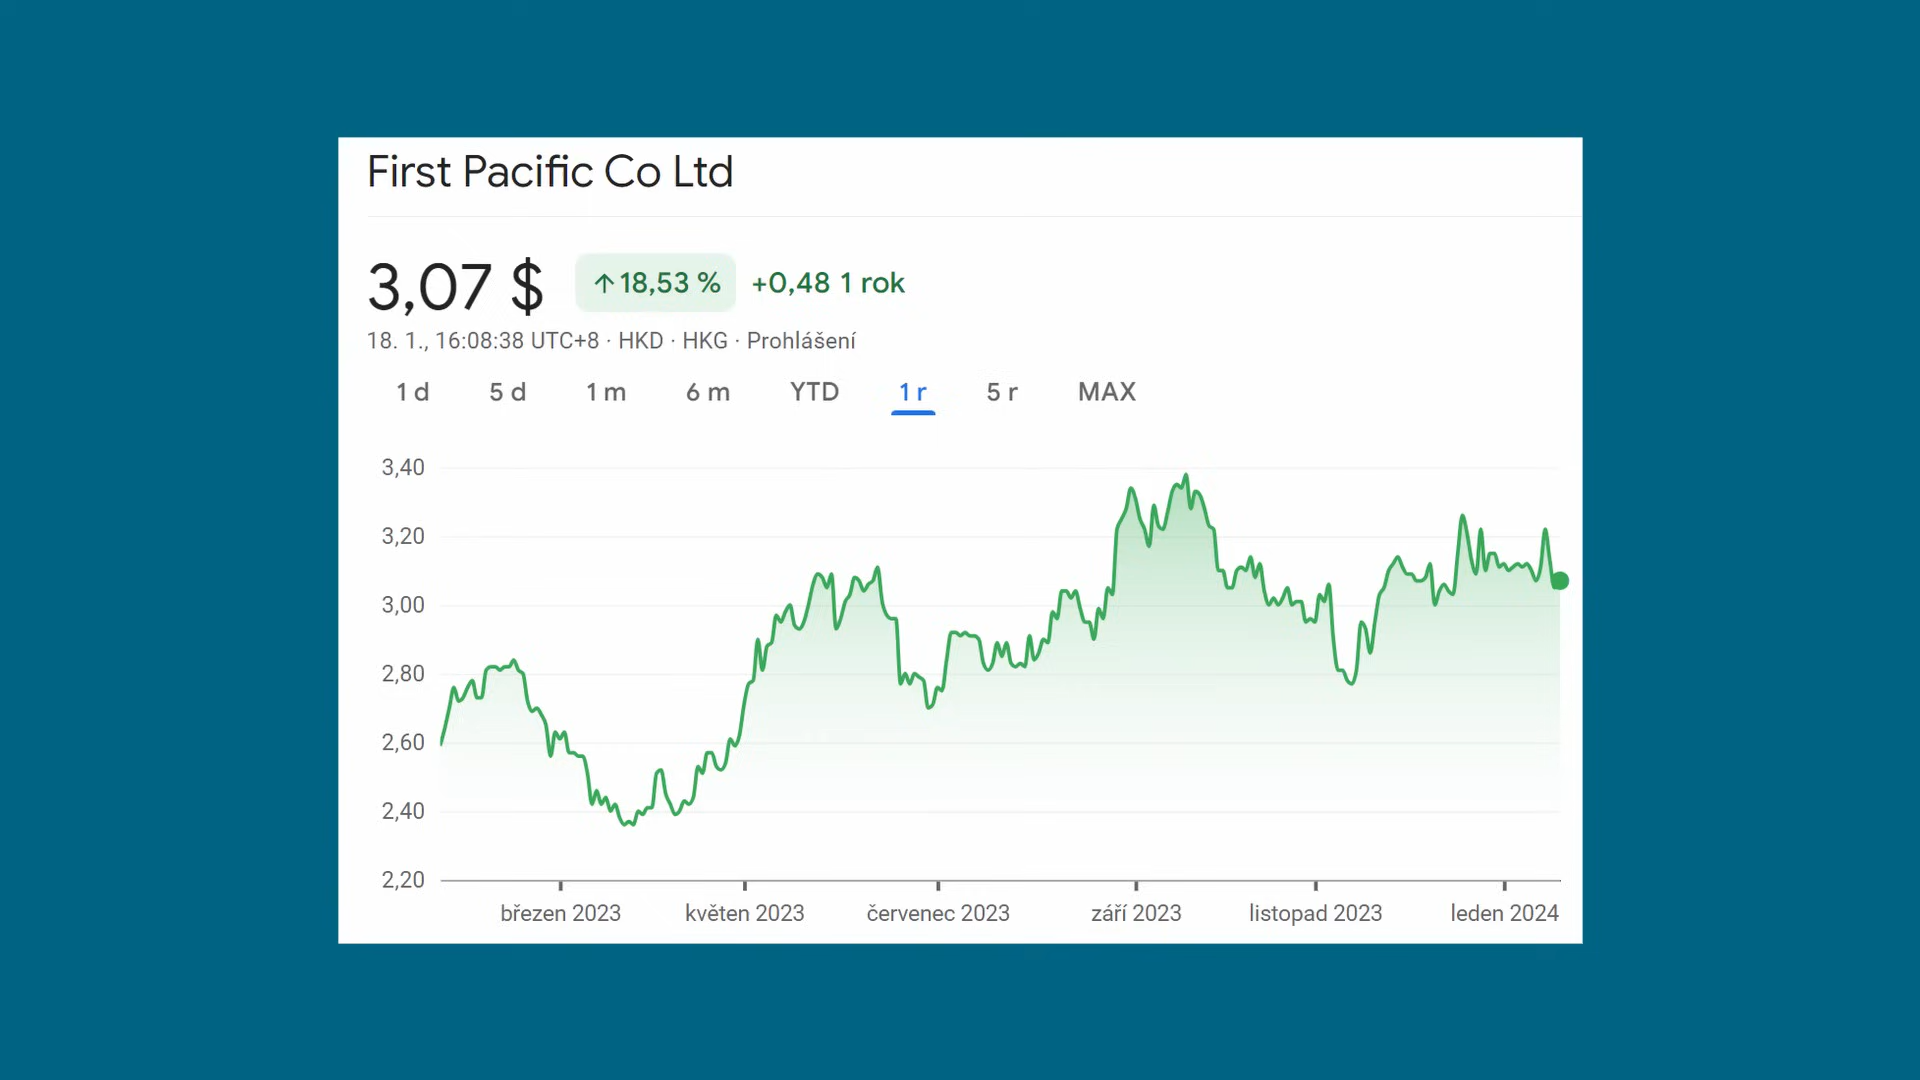 First Pacific Co Ltd
3,07 $ ↑18,53 % +0,48 1 rok
18. 1., 16:08:38 UTC+8 · HKD · HKG · Prohlášení
1 d 5 d 1 m 6 m YTD 1 r 5 r MAX
3,40
3,20
3,00
2,80
2,60
2,40
2,20
březen 2023 květen 2023 červenec 2023 září 2023 listopad 2023 leden 2024